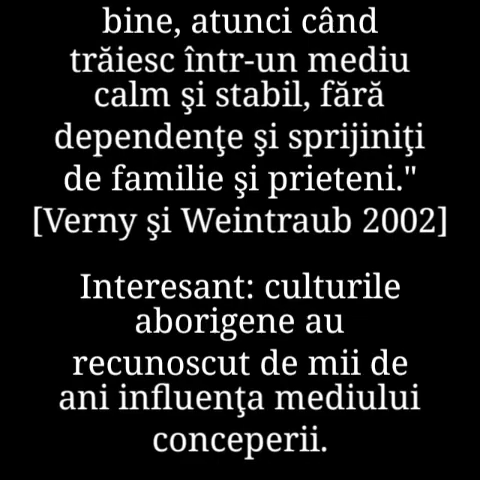 bine, atunci când
trăiesc într-un mediu
calm şi stabil, fără
dependenţe şi sprijiniţi
de familie şi prieteni."
[Verny şi Weintraub 2002]
Interesant: culturile
aborigene au
recunoscut de mii de
ani influenţa mediului
conceperii.